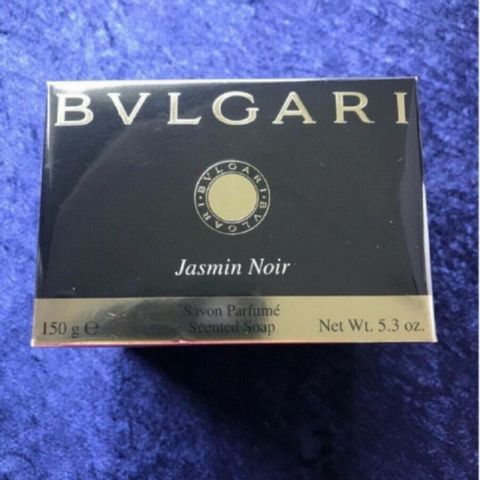 BVLGARI
BVLGARI · BVLGARI ·
Jasmin Noir
Savon Parfumé
150 g ℮ Scented Soap Net Wt. 5.3 oz.